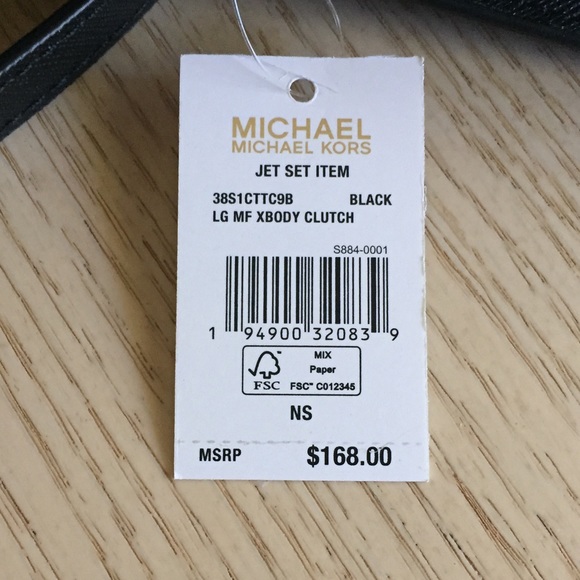 MICHAEL
MICHAEL KORS
JET SET ITEM
38S1CTTC9B BLACK
LG MF XBODY CLUTCH
S884-0001
1 94900 32083 9
FSC
MIX
Paper
FSC™ C012345
NS
MSRP $168.00